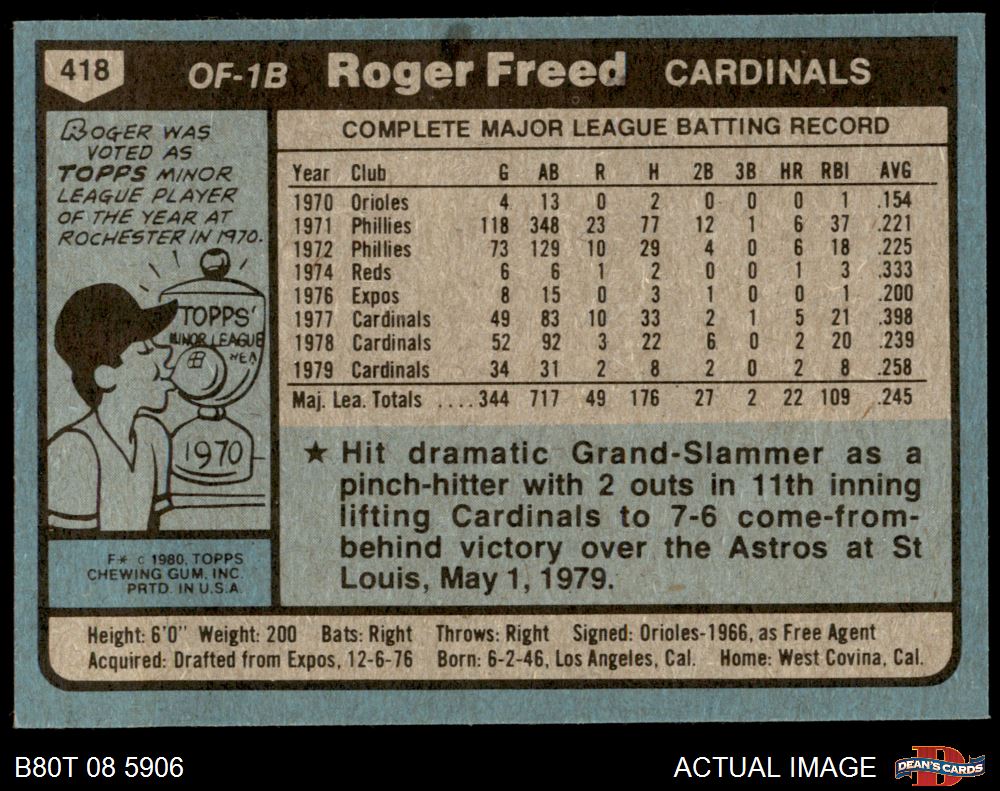 418 OF-1B Roger Freed CARDINALS
ROGER WAS
VOTED AS
TOPPS MINOR
LEAGUE PLAYER
OF THE YEAR AT
ROCHESTER IN 1970.
TOPPS'
MINOR LEAGUE
1970
COMPLETE MAJOR LEAGUE BATTING RECORD
Year Club G AB R H 2B 3B HR RBI AVG
1970 Orioles 4 13 0 2 0 0 0 1 .154
1971 Phillies 118 348 23 77 12 1 6 37 .221
1972 Phillies 73 129 10 29 4 0 6 18 .225
1974 Reds 6 6 1 2 0 0 1 3 .333
1976 Expos 8 15 0 3 1 0 0 1 .200
1977 Cardinals 49 83 10 33 2 1 5 21 .398
1978 Cardinals 52 92 3 22 6 0 2 20 .239
1979 Cardinals 34 31 2 8 2 0 2 8 .258
Maj. Lea. Totals ....344 717 49 176 27 2 22 109 .245
★ Hit dramatic Grand-Slammer as a
pinch-hitter with 2 outs in 11th inning
lifting Cardinals to 7-6 come-from-
behind victory over the Astros at St
Louis, May 1, 1979.
F* © 1980, TOPPS
CHEWING GUM, INC.
PRTD. IN U.S.A.
Height: 6'0" Weight: 200 Bats: Right Throws: Right Signed: Orioles-1966, as Free Agent
Acquired: Drafted from Expos, 12-6-76 Born: 6-2-46, Los Angeles, Cal. Home: West Covina, Cal.
B80T 08 5906 ACTUAL IMAGE DEAN'S CARDS